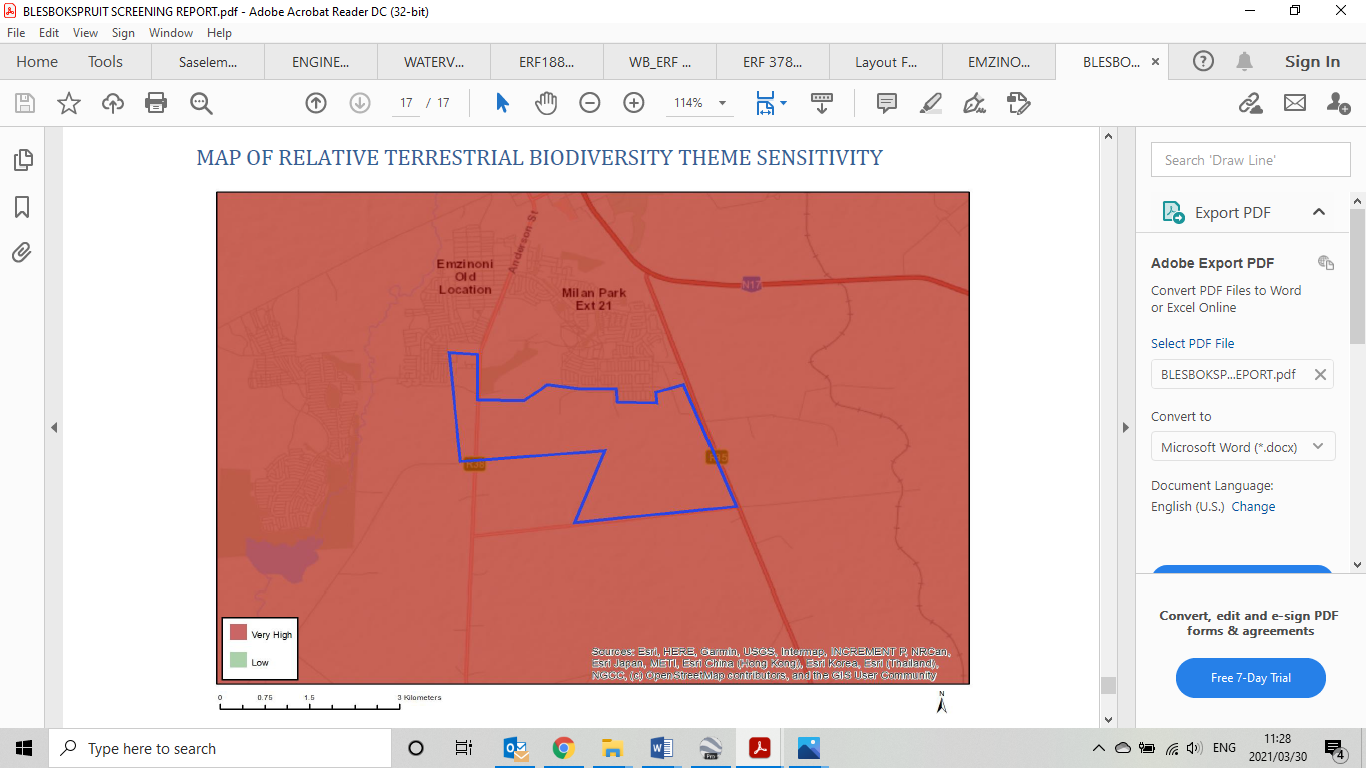 BLESBOKSPRUIT SCREENING REPORT.pdf - Adobe Acrobat Reader DC (32-bit)
File Edit View Sign Window Help
Home Tools Saselem... ENGINE... WATERV... ERF188... WB_ERF ... ERF 378... Layout F... EMZINO... BLESBO... Sign In
17 / 17 114%
MAP OF RELATIVE TERRESTRIAL BIODIVERSITY THEME SENSITIVITY
Anderson St
Emzinoni
Old
Location
Milan Park
Ext 21
N17
Very High
Low
Sources: Esri, HERE, Garmin, USGS, Intermap, INCREMENT P, NRCan,
Esri Japan, METI, Esri China (Hong Kong), Esri Korea, Esri (Thailand),
NGCC, (c) OpenStreetMap contributors, and the GIS User Community
0 0.75 1.5 3 Kilometers
N
Search 'Draw Line'
Export PDF
Adobe Export PDF
Convert PDF Files to Word
or Excel Online
Select PDF File
BLESBOKSP...EPORT.pdf
Convert to
Microsoft Word (*.docx)
Document Language:
English (U.S.) Change
Convert, edit and e-sign PDF
forms & agreements
Free 7-Day Trial
Type here to search
ENG
11:28
2021/03/30
4